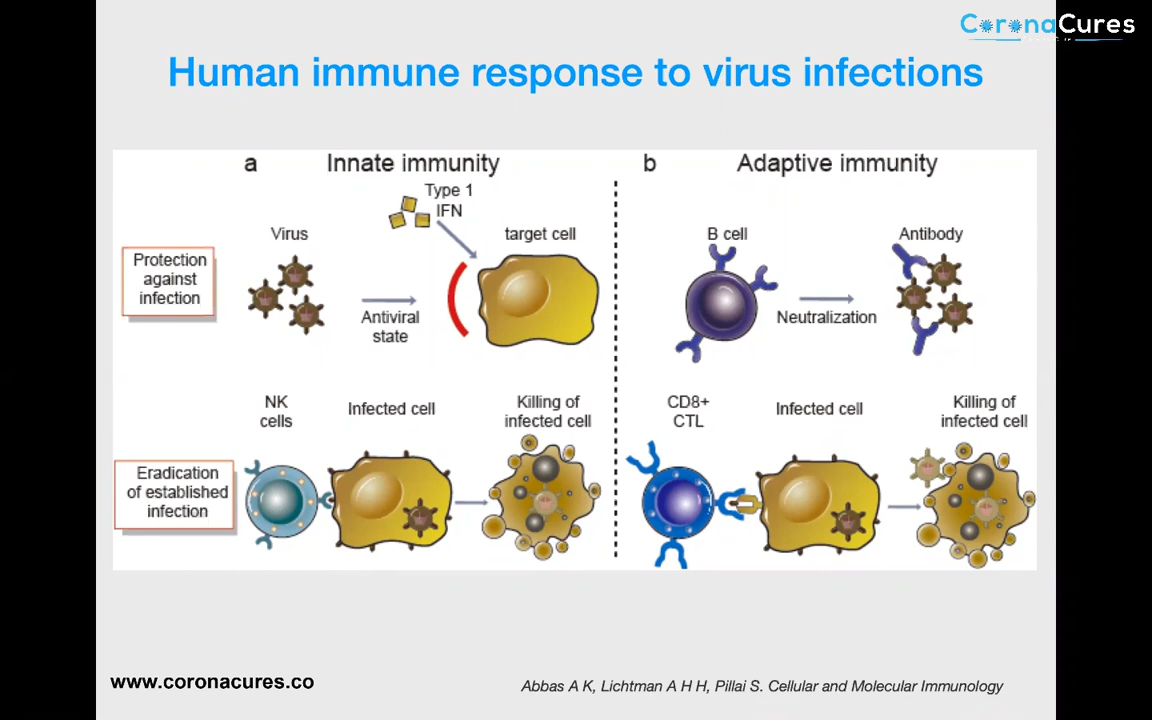 CoronaCures
Human immune response to virus infections
a
Innate immunity
b
Adaptive immunity
Type 1
IFN
Virus
target cell
B cell
Antibody
Protection
against
infection
Antiviral
state
Neutralization
NK
cells
Infected cell
Killing of
infected cell
CD8+
CTL
Infected cell
Killing of
infected cell
Eradication
of established
infection
www.coronacures.co
Abbas A K, Lichtman A H H, Pillai S. Cellular and Molecular Immunology